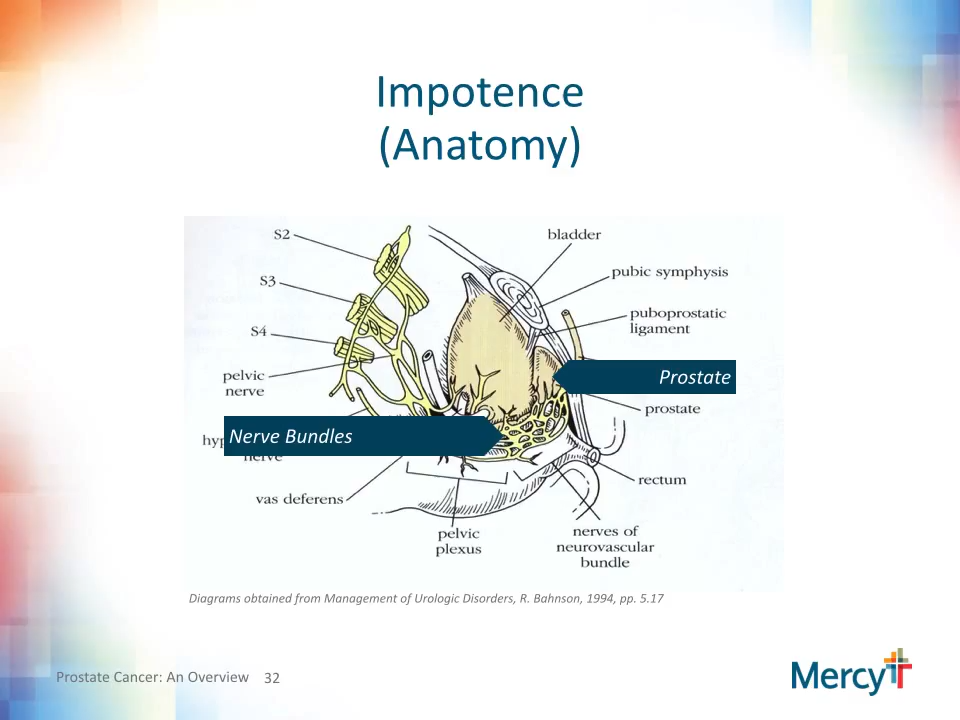 Impotence
(Anatomy)
S2
bladder
pubic symphysis
S3
puboprostatic
ligament
S4
pelvic
nerve
Prostate
prostate
Nerve Bundles
hyp
nerve
rectum
vas deferens
pelvic
plexus
nerves of
neurovascular
bundle
Diagrams obtained from Management of Urologic Disorders, R. Bahnson, 1994, pp. 5.17
Prostate Cancer: An Overview 32
Mercy